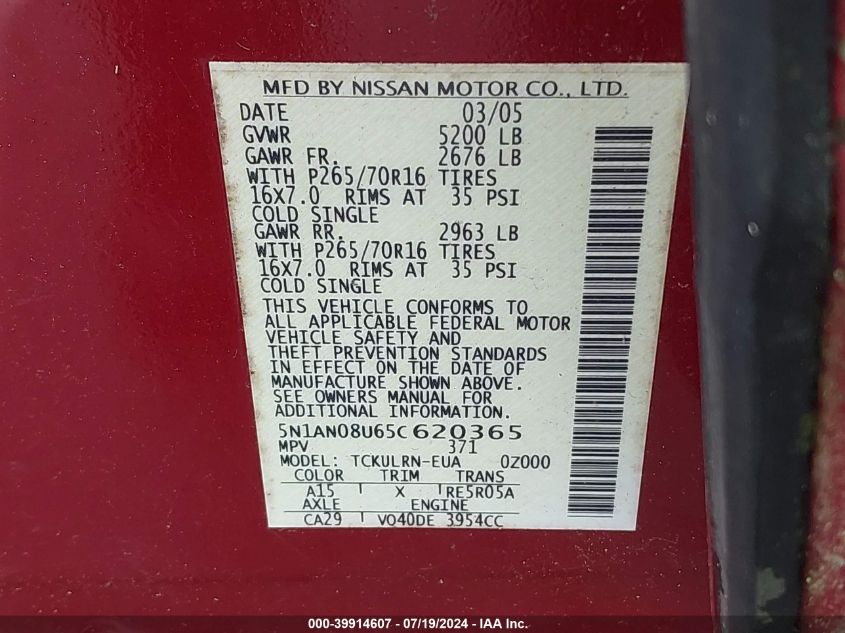 MFD BY NISSAN MOTOR CO., LTD.
DATE 03/05
GVWR 5200 LB
GAWR FR. 2676 LB
WITH P265/70R16 TIRES
16X7.0 RIMS AT 35 PSI
COLD SINGLE
GAWR RR. 2963 LB
WITH P265/70R16 TIRES
16X7.0 RIMS AT 35 PSI
COLD SINGLE
THIS VEHICLE CONFORMS TO
ALL APPLICABLE FEDERAL MOTOR
VEHICLE SAFETY AND
THEFT PREVENTION STANDARDS
IN EFFECT ON THE DATE OF
MANUFACTURE SHOWN ABOVE.
SEE OWNERS MANUAL FOR
ADDITIONAL INFORMATION.
5N1AN08U65C620365
MPV 371
MODEL: TCKULRN-EUA 0Z000
COLOR TRIM TRANS
A15 X RE5R05A
AXLE ENGINE
CA29 VQ40DE 3954CC
000-39914607 - 07/19/2024 - IAA Inc.